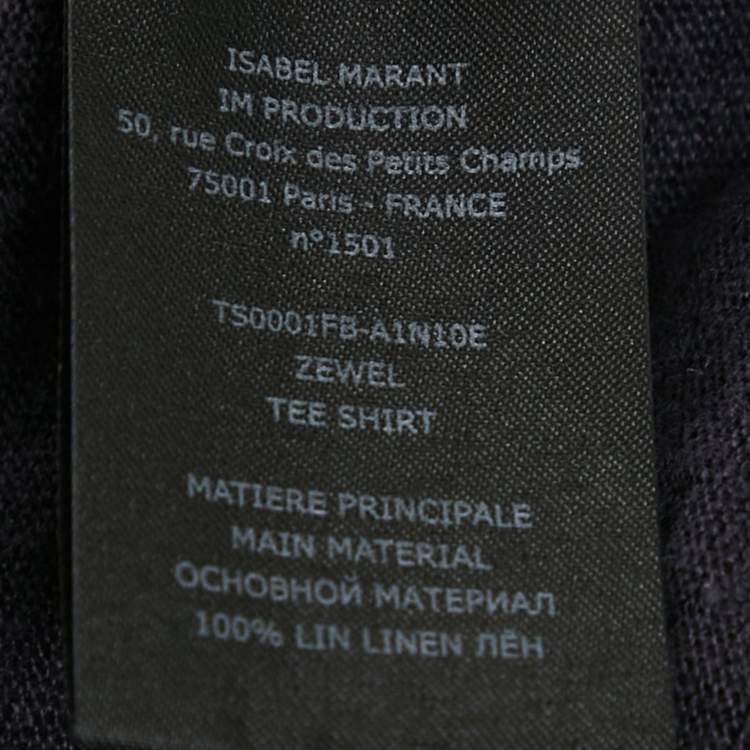 ISABEL MARANT
IM PRODUCTION
50, rue Croix des Petits Champs
75001 Paris - FRANCE
n°1501
TS0001FB-A1N10E
ZEWEL
TEE SHIRT
MATIERE PRINCIPALE
MAIN MATERIAL
ОСНОВНОЙ МАТЕРИАЛ
100% LIN LINEN ЛЁН